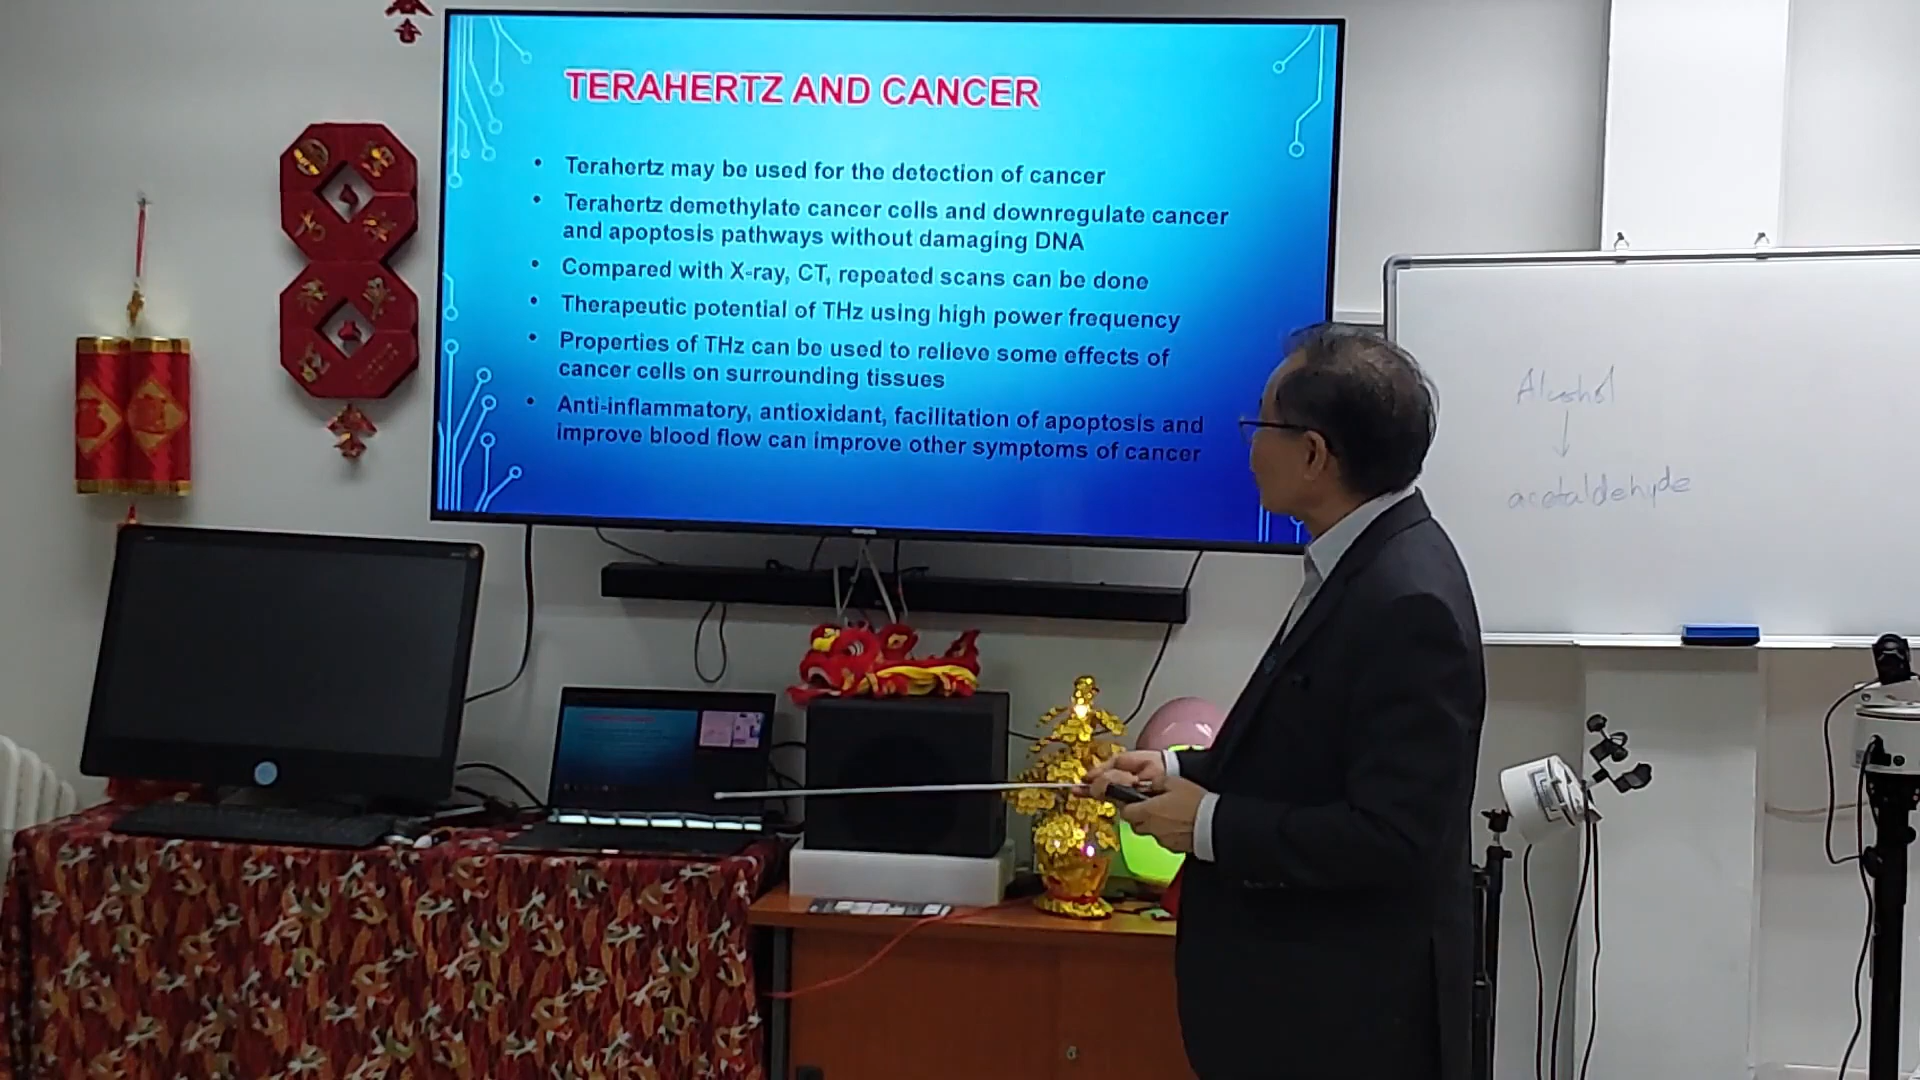 TERAHERTZ AND CANCER
• Terahertz may be used for the detection of cancer
• Terahertz demethylate cancer cells and downregulate cancer
and apoptosis pathways without damaging DNA
• Compared with X-ray, CT, repeated scans can be done
• Therapeutic potential of THz using high power frequency
• Properties of THz can be used to relieve some effects of
cancer cells on surrounding tissues
• Anti-inflammatory, antioxidant, facilitation of apoptosis and
improve blood flow can improve other symptoms of cancer
Alcohol
↓
acetaldehyde